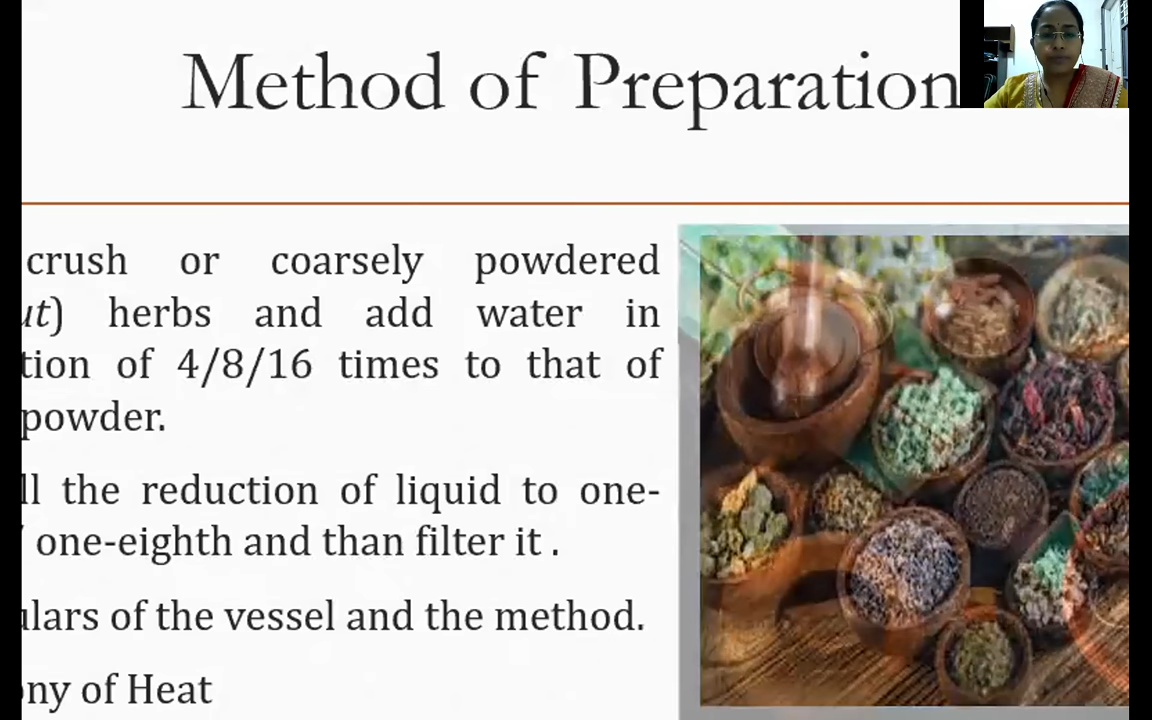 Method of Preparation
crush or coarsely powdered
ut) herbs and add water in
tion of 4/8/16 times to that of
powder.
ll the reduction of liquid to one-
one-eighth and than filter it .
ulars of the vessel and the method.
ony of Heat